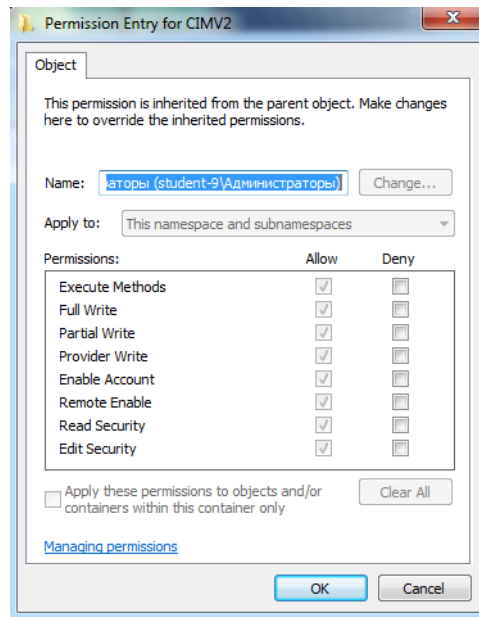 Permission Entry for CIMV2
Object
This permission is inherited from the parent object. Make changes
here to override the inherited permissions.
Name: аторы (student-9\Администраторы) Change...
Apply to: This namespace and subnamespaces
Permissions: Allow Deny
Execute Methods
Full Write
Partial Write
Provider Write
Enable Account
Remote Enable
Read Security
Edit Security
Apply these permissions to objects and/or Clear All
containers within this container only
Managing permissions
OK Cancel